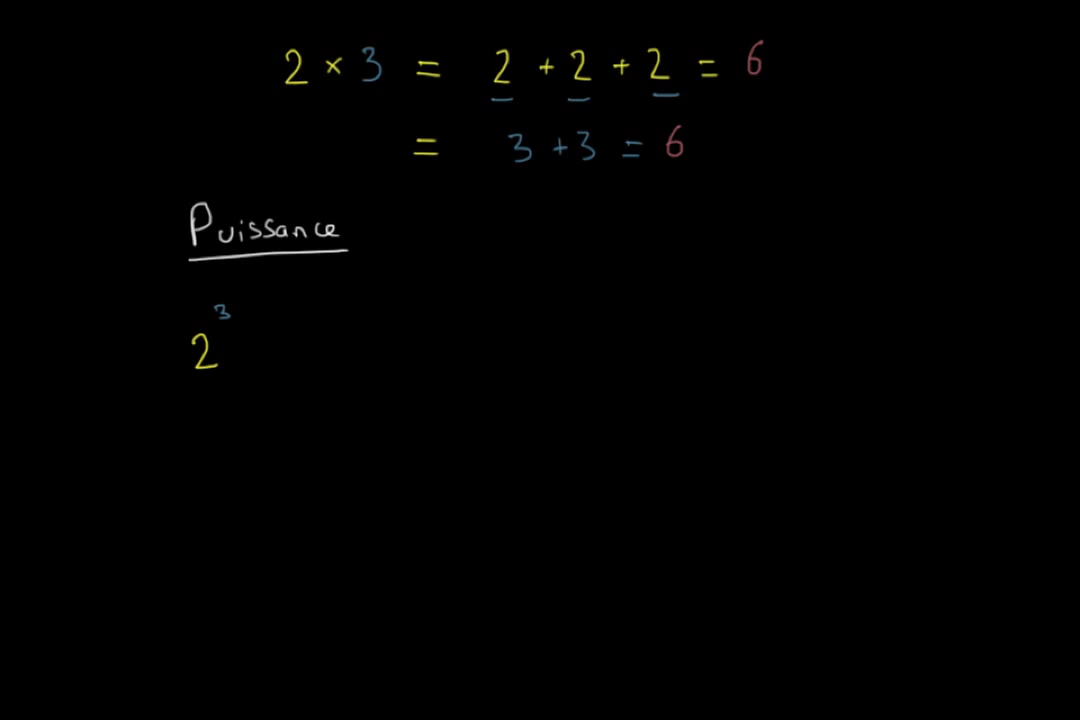 2 × 3 = 2 + 2 + 2 = 6
= 3 + 3 = 6
Puissance
2³